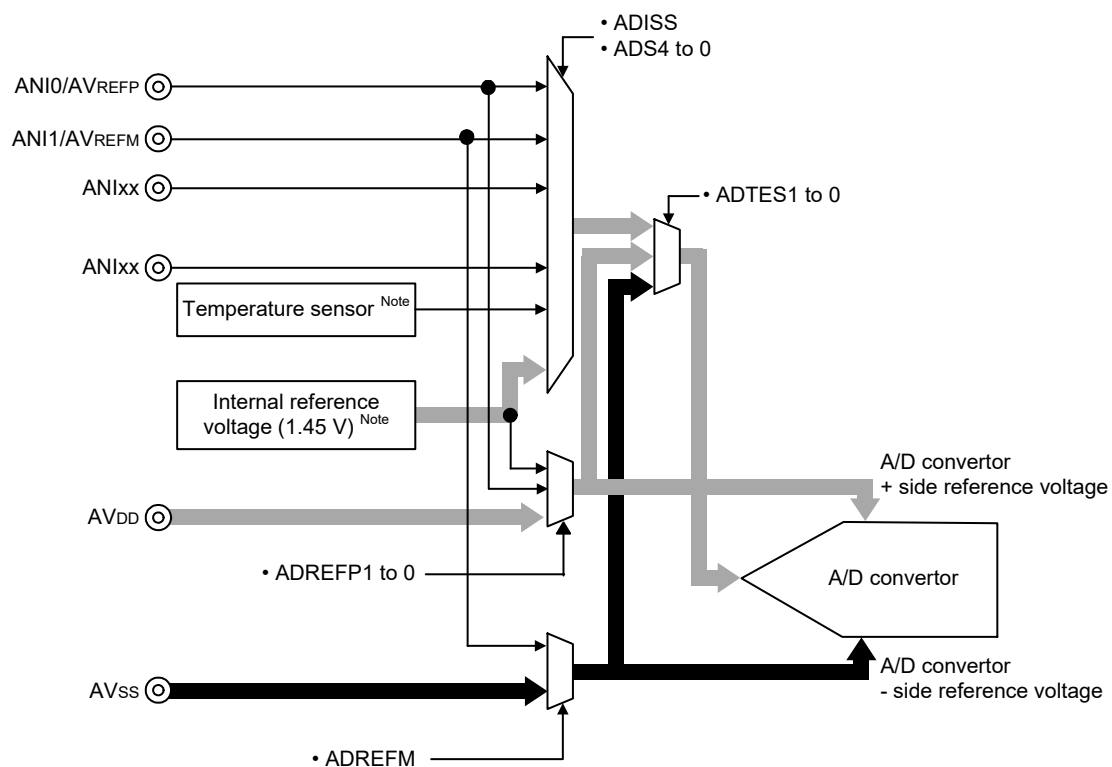 • ADISS
• ADS4 to 0
ANI0/AVREFP
ANI1/AVREFM
ANIxx
• ADTES1 to 0
ANIxx
Temperature sensor Note
Internal reference
voltage (1.45 V) Note
A/D convertor
+ side reference voltage
AVDD
• ADREFP1 to 0
A/D convertor
A/D convertor
- side reference voltage
AVSS
• ADREFM